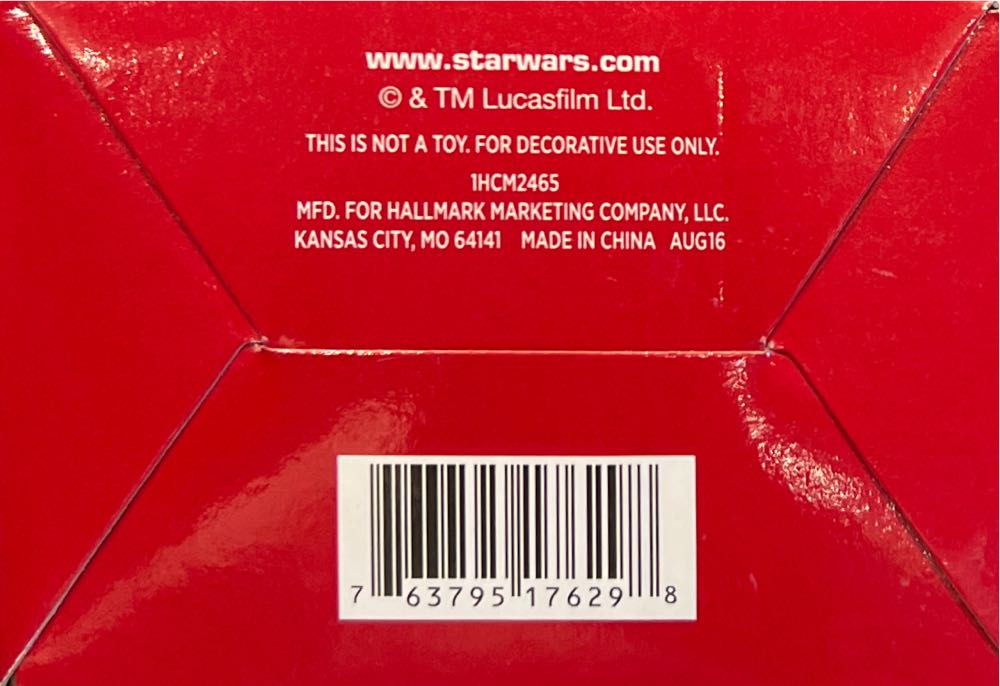 www.starwars.com
© & TM Lucasfilm Ltd.
THIS IS NOT A TOY. FOR DECORATIVE USE ONLY.
1HCM2465
MFD. FOR HALLMARK MARKETING COMPANY, LLC.
KANSAS CITY, MO 64141 MADE IN CHINA AUG16
7 63795 17629 8